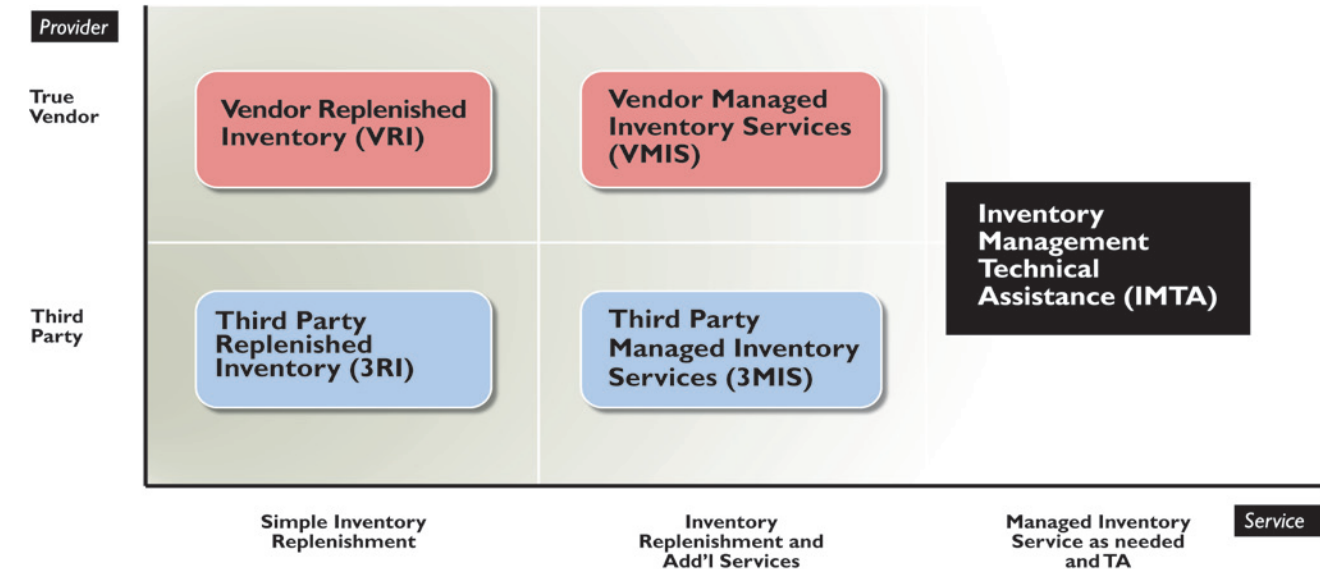 Provider
True
Vendor
Vendor Replenished
Inventory (VRI)
Vendor Managed
Inventory Services
(VMIS)
Inventory
Management
Technical
Assistance (IMTA)
Third
Party
Third Party
Replenished
Inventory (3RI)
Third Party
Managed Inventory
Services (3MIS)
Simple Inventory
Replenishment
Inventory
Replenishment and
Add'l Services
Managed Inventory
Service as needed
and TA
Service